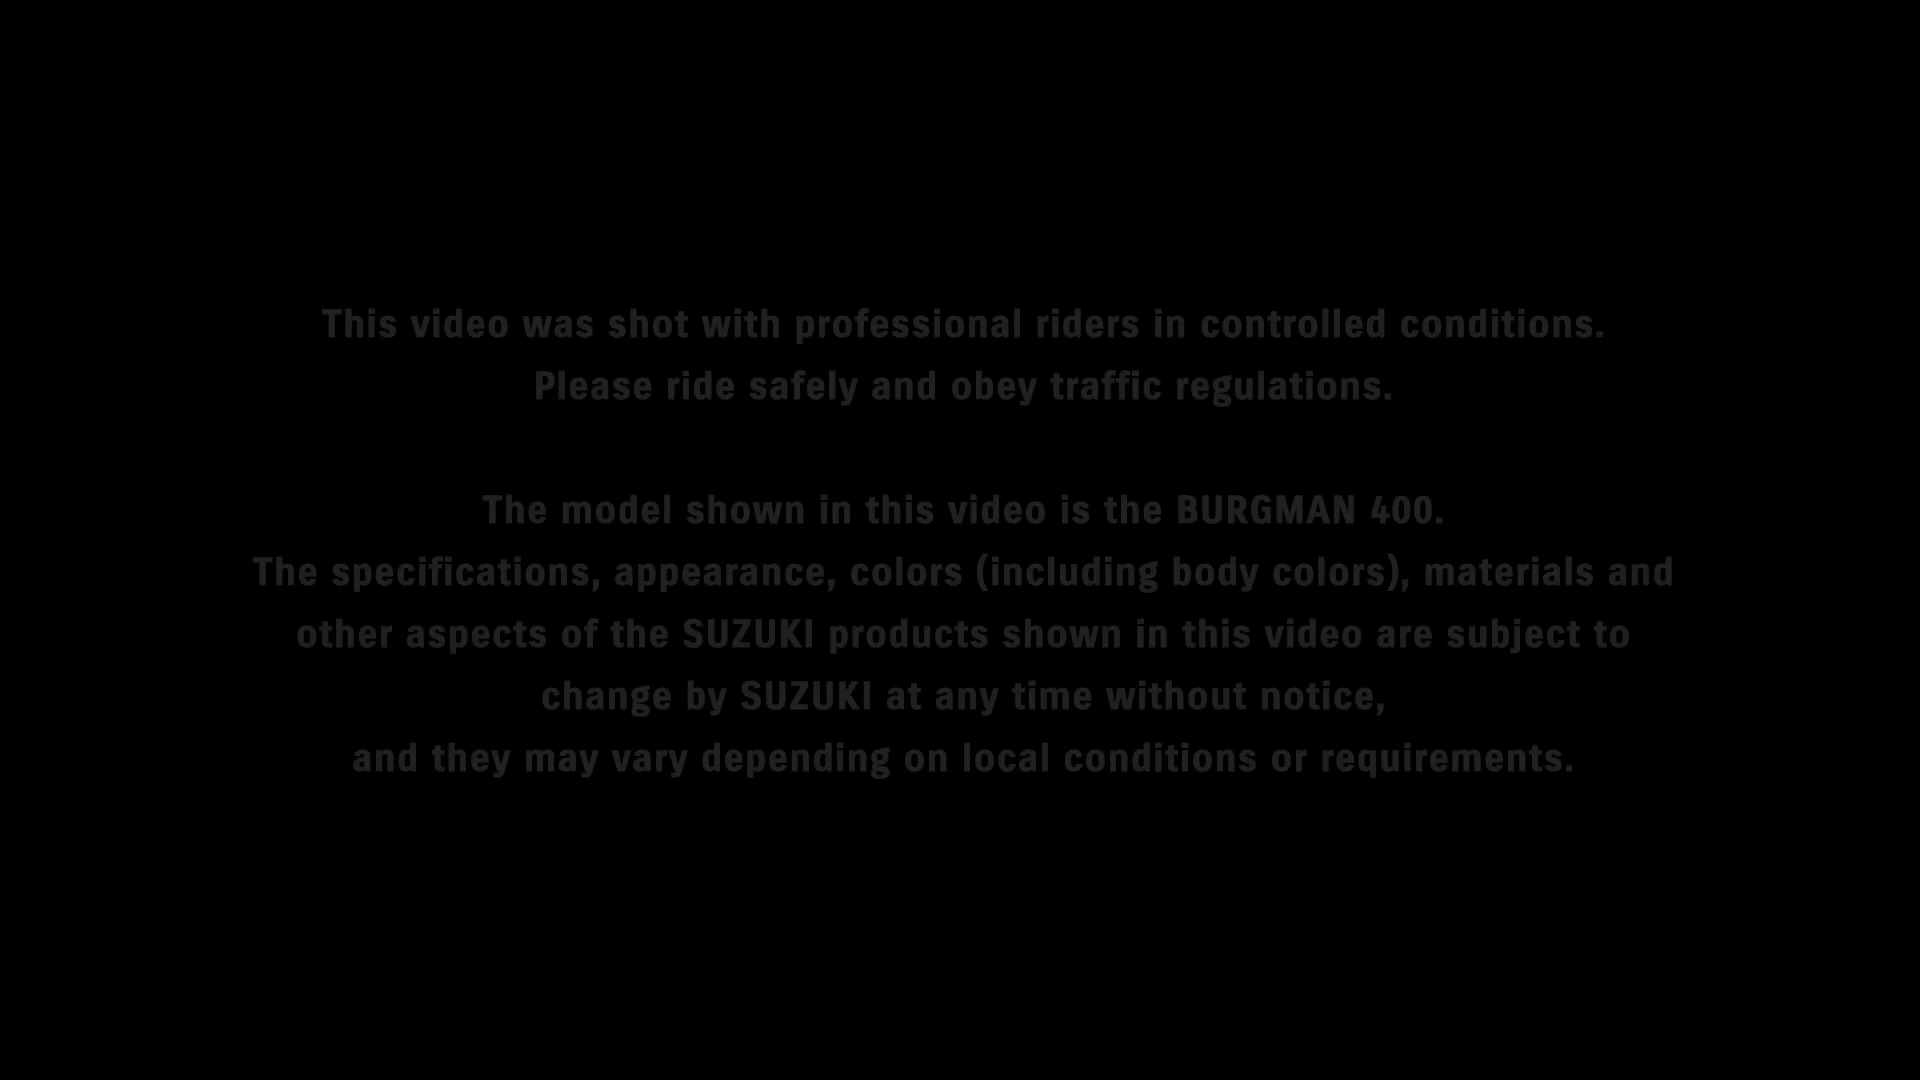 This video was shot with professional riders in controlled conditions.
Please ride safely and obey traffic regulations.
The model shown in this video is the BURGMAN 400.
The specifications, appearance, colors (including body colors), materials and
other aspects of the SUZUKI products shown in this video are subject to
change by SUZUKI at any time without notice,
and they may vary depending on local conditions or requirements.